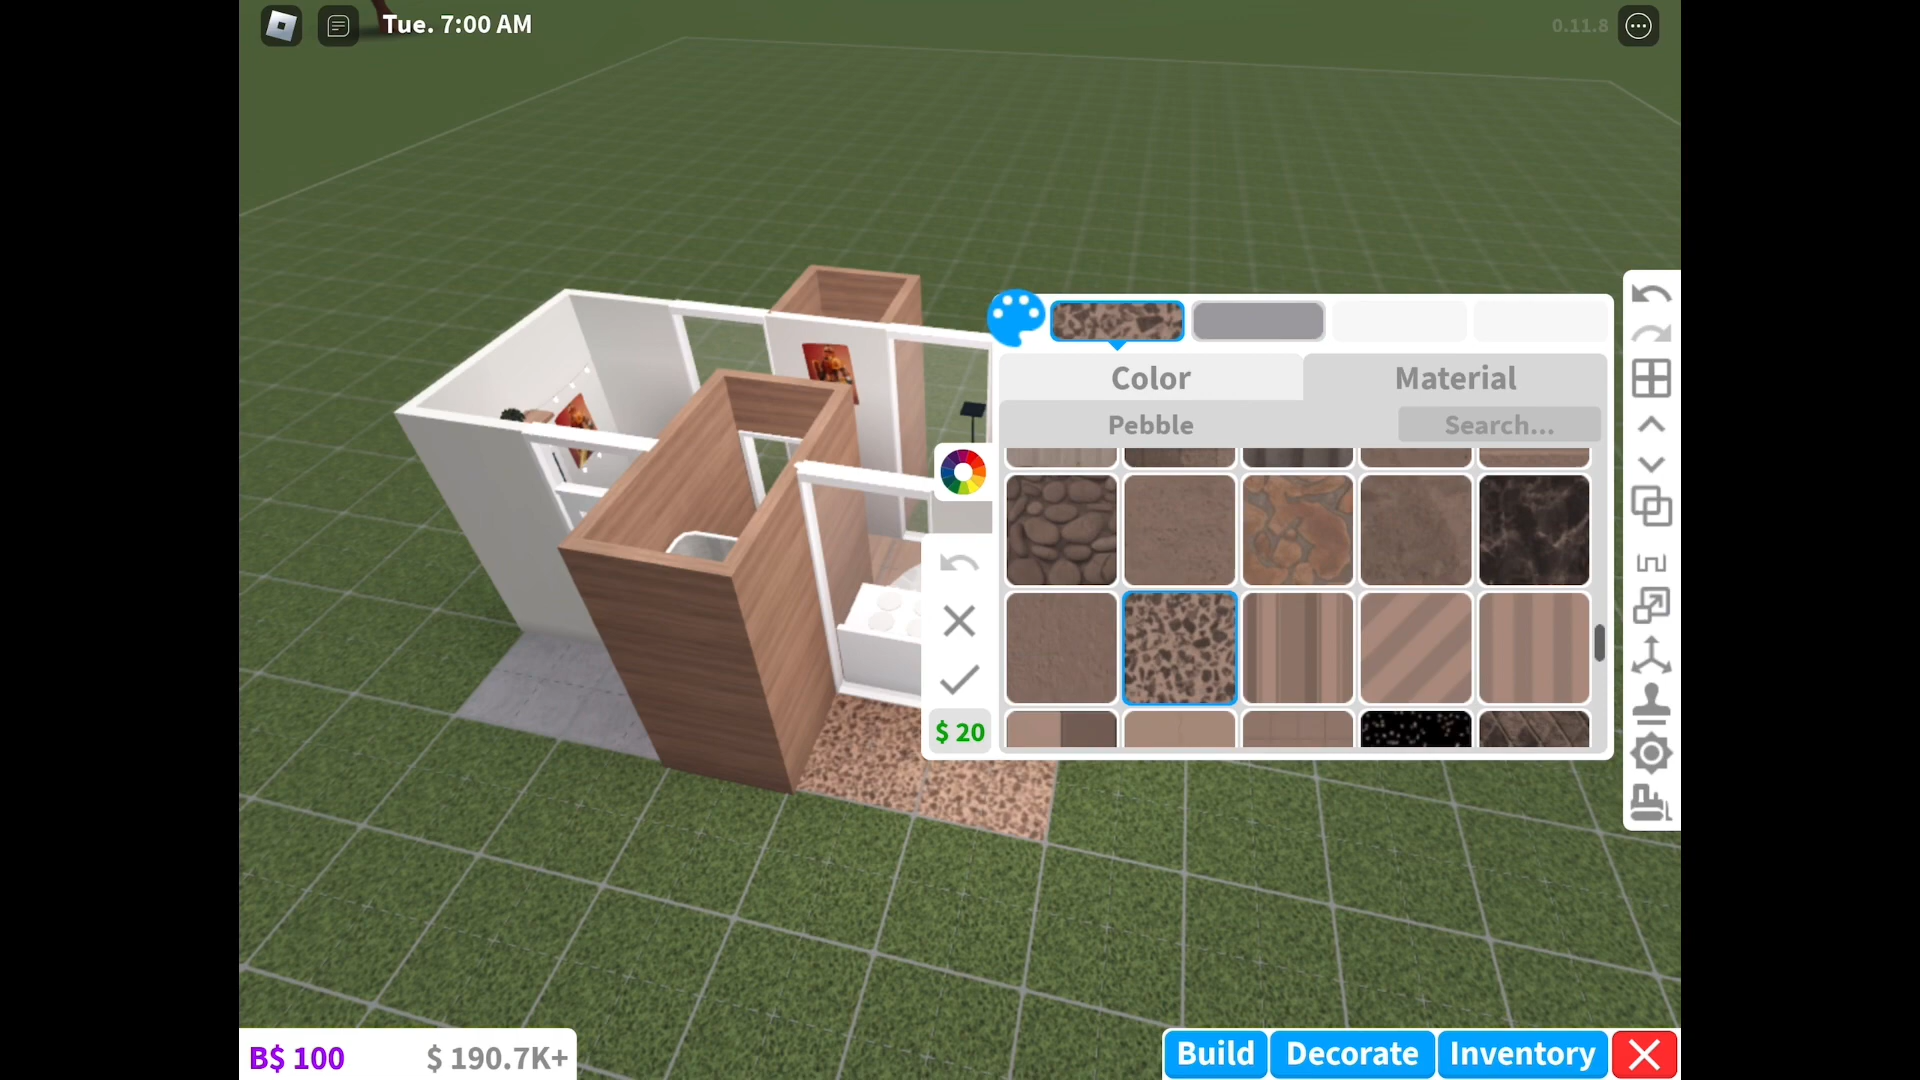 Tue. 7:00 AM
0.11.8
Color
Material
Pebble
Search...
$ 20
B$ 100
$ 190.7K+
Build
Decorate
Inventory